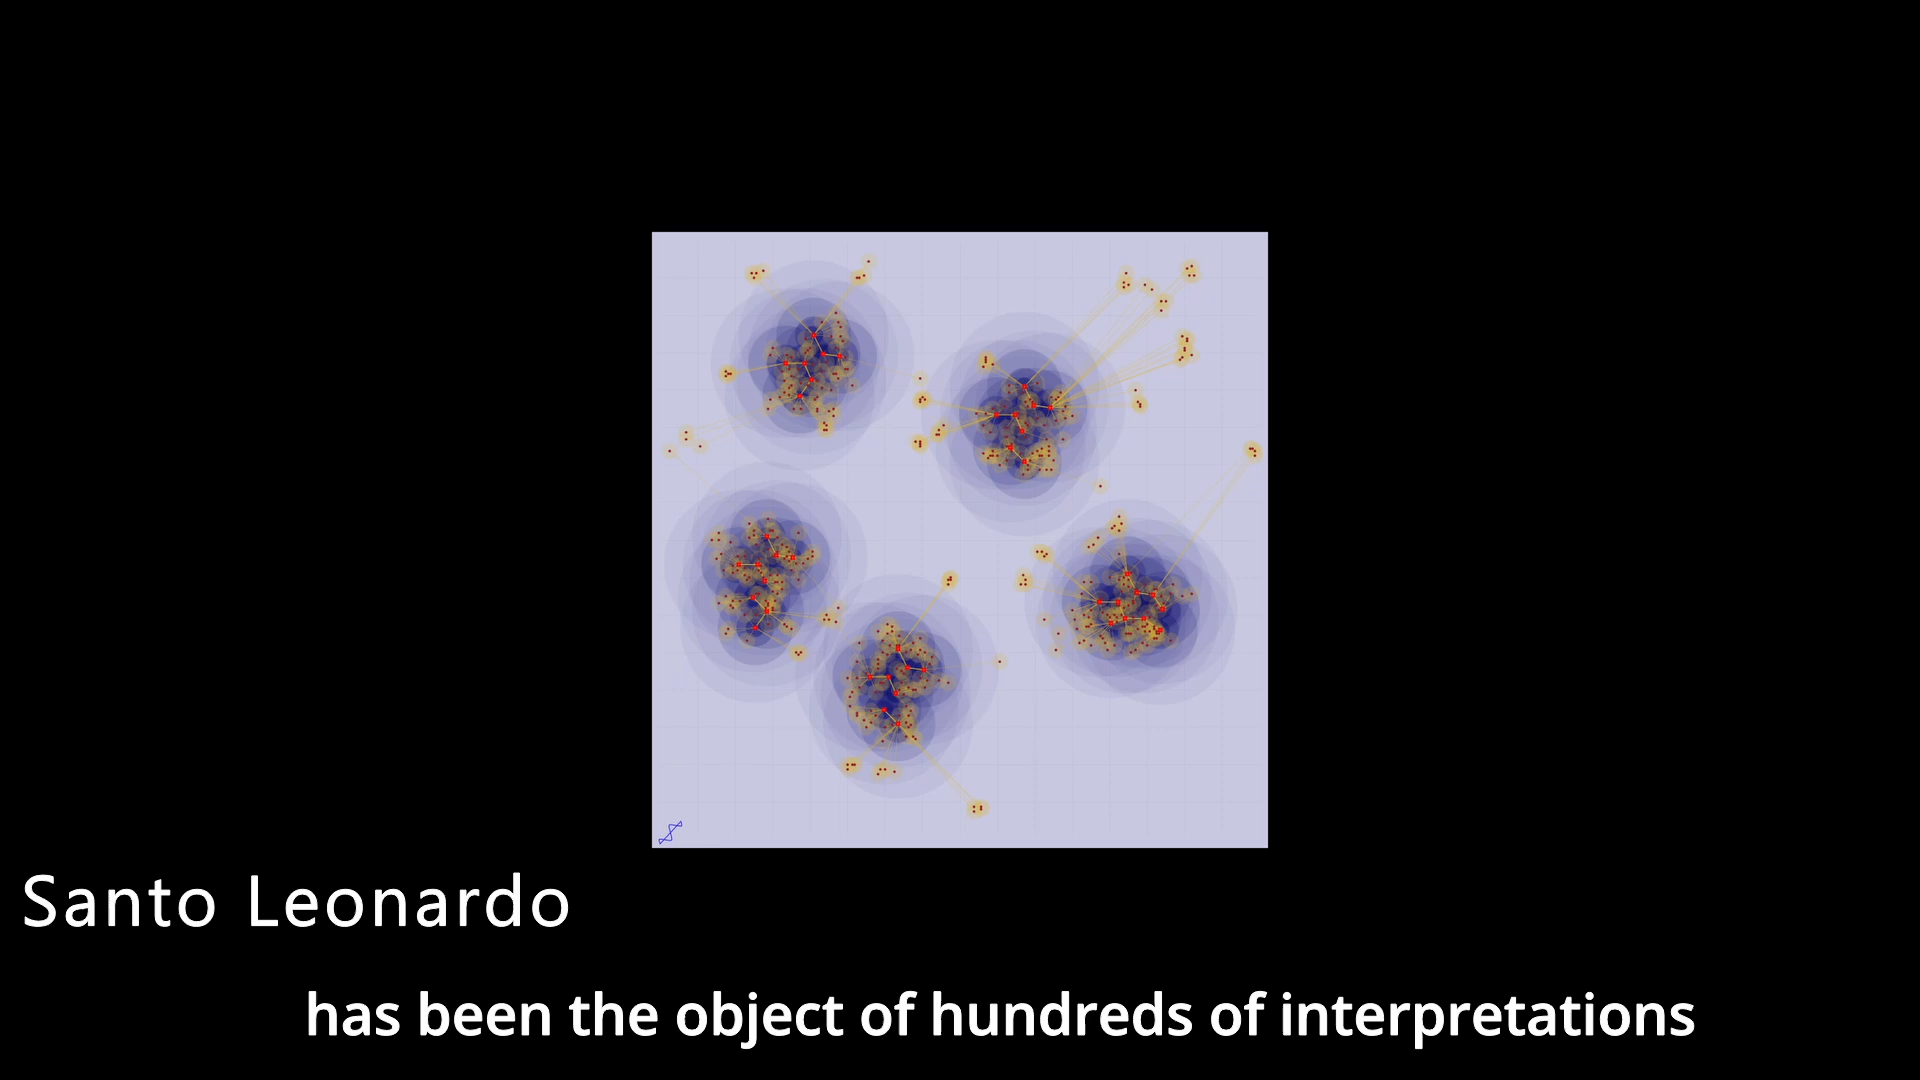 Santo Leonardo
has been the object of hundreds of interpretations